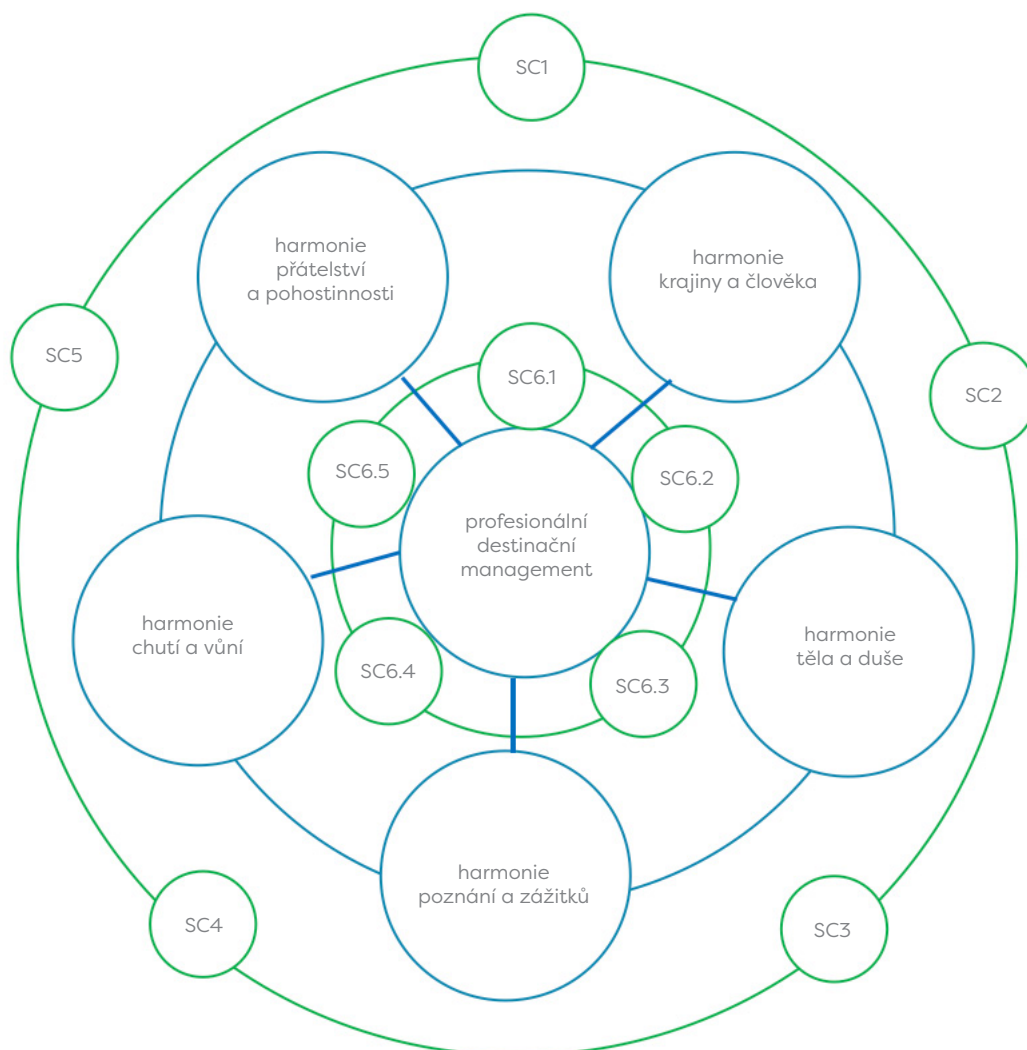 SC1
harmonie
přátelství
a pohostinnosti
harmonie
krajiny a člověka
SC5
SC6.1
SC2
SC6.5
SC6.2
profesionální
destinační
management
harmonie
chutí a vůní
harmonie
těla a duše
SC6.4
SC6.3
harmonie
poznání a zážitků
SC4
SC3